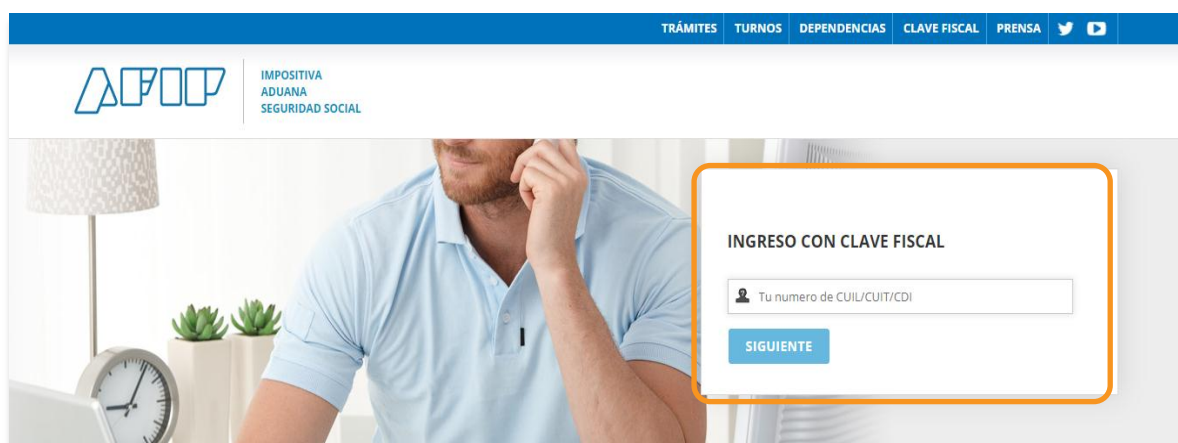 TRÁMITES TURNOS DEPENDENCIAS CLAVE FISCAL PRENSA
AFIP
IMPOSITIVA
ADUANA
SEGURIDAD SOCIAL
INGRESO CON CLAVE FISCAL
Tu numero de CUIL/CUIT/CDI
SIGUIENTE